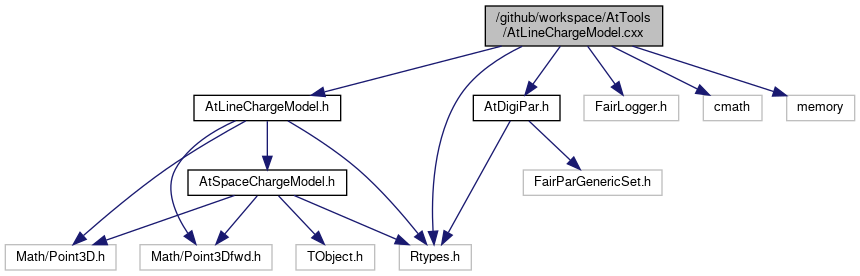 /github/workspace/AtTools
/AtLineChargeModel.cxx
AtLineChargeModel.h
AtDigiPar.h
FairLogger.h
cmath
memory
AtSpaceChargeModel.h
FairParGenericSet.h
Math/Point3D.h
Math/Point3Dfwd.h
TObject.h
Rtypes.h